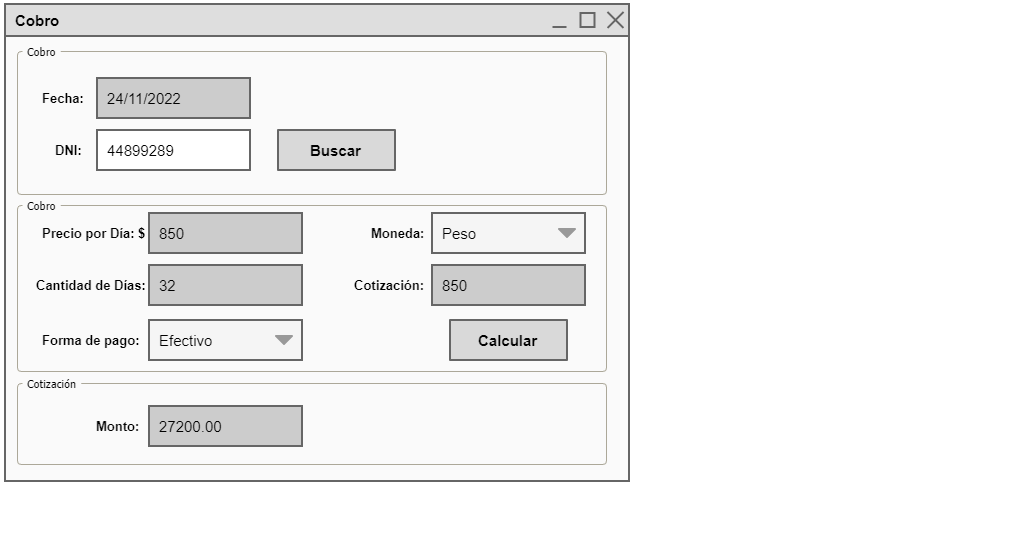 Cobro
Cobro
Fecha: 24/11/2022
DNI: 44899289 Buscar
Cobro
Precio por Día: $ 850 Moneda: Peso
Cantidad de Días: 32 Cotización: 850
Forma de pago: Efectivo Calcular
Cotización
Monto: 27200.00